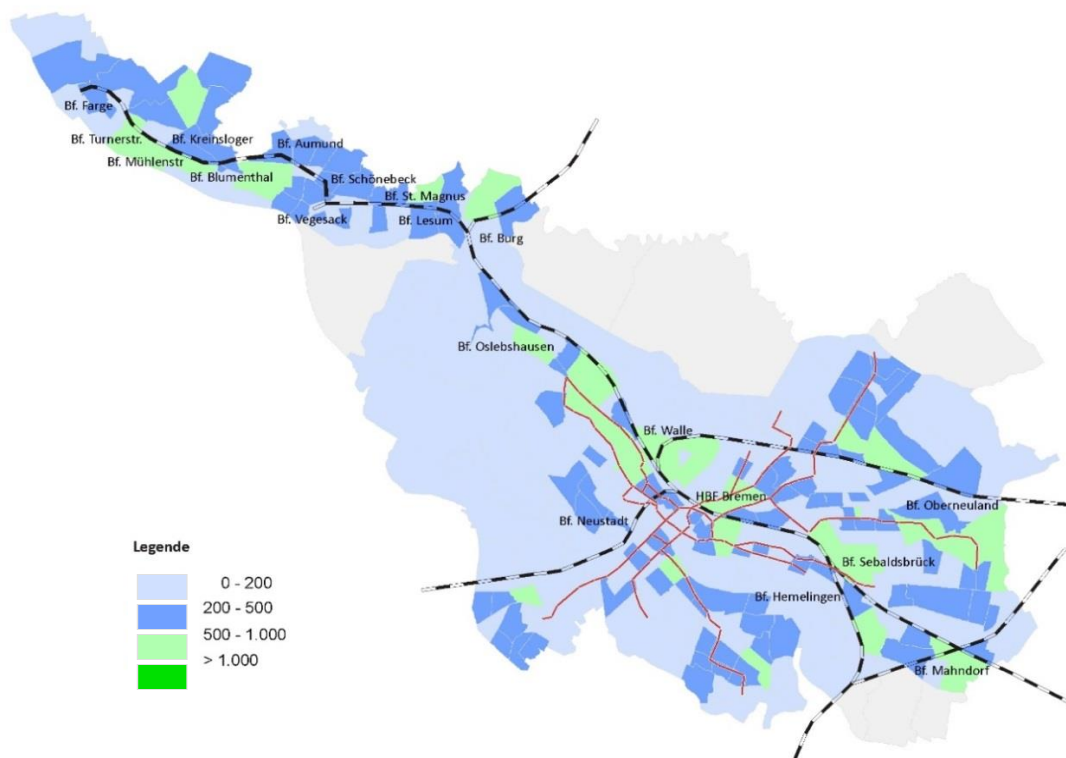 Bf. Farge
Bf. Turnerstr.
Bf. Kreinsloger
Bf. Aumund
Bf. Mühlenstr
Bf. Blumenthal
Bf. Schönebeck
Bf. St. Magnus
Bf. Vegesack
Bf. Lesum
Bf. Burg
Bf. Oslebshausen
Bf. Walle
HBF Bremen
Bf. Oberneuland
Bf. Neustadt
Bf. Sebaldsbrück
Bf. Hemelingen
Bf. Mahndorf
Legende
0 - 200
200 - 500
500 - 1.000
> 1.000